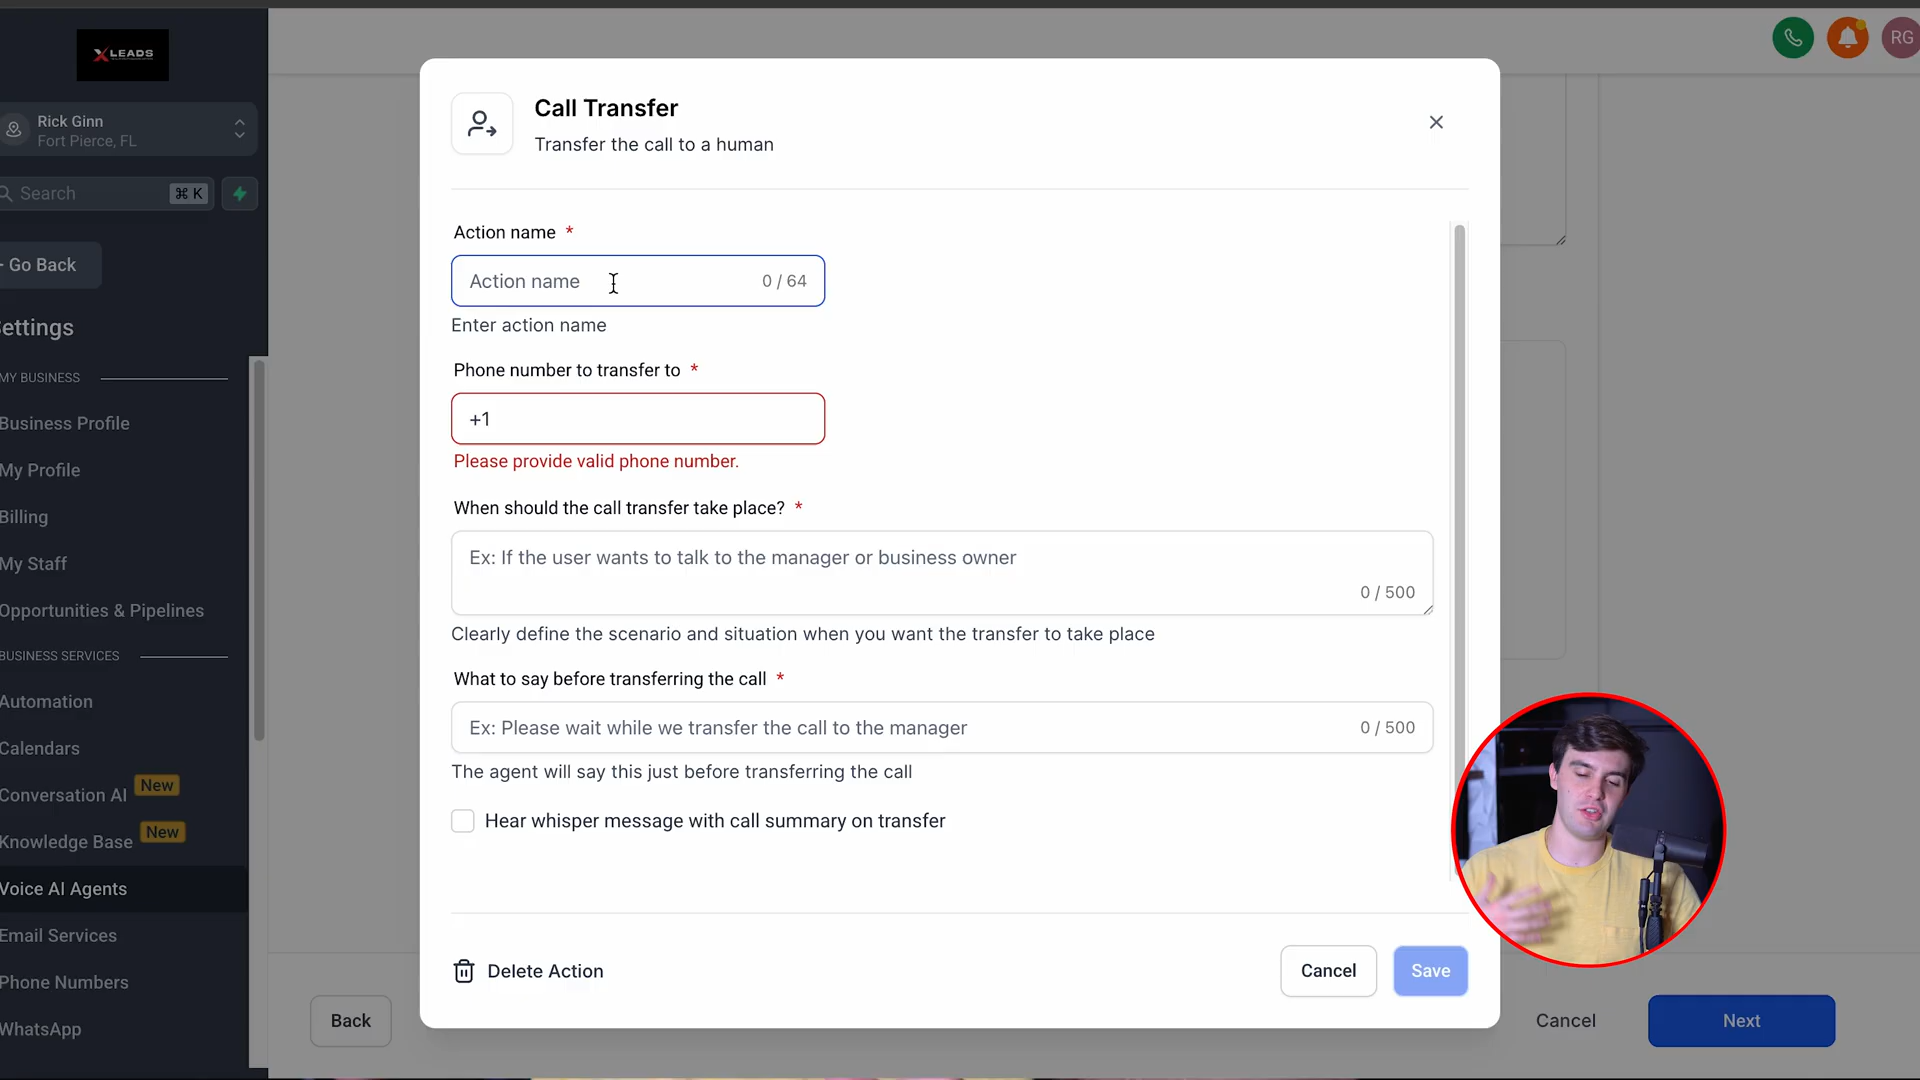 XLEADS
Rick Ginn
Fort Pierce, FL
Search
⌘ K
Go Back
ettings
MY BUSINESS
Business Profile
My Profile
Billing
My Staff
Opportunities & Pipelines
BUSINESS SERVICES
Automation
Calendars
Conversation AI New
Knowledge Base New
Voice AI Agents
Email Services
Phone Numbers
WhatsApp
RG
Call Transfer
Transfer the call to a human
Action name *
Action name 0 / 64
Enter action name
Phone number to transfer to *
+1
Please provide valid phone number.
When should the call transfer take place? *
Ex: If the user wants to talk to the manager or business owner
0 / 500
Clearly define the scenario and situation when you want the transfer to take place
What to say before transferring the call *
Ex: Please wait while we transfer the call to the manager 0 / 500
The agent will say this just before transferring the call
Hear whisper message with call summary on transfer
Delete Action
Cancel
Save
Back
Cancel
Next